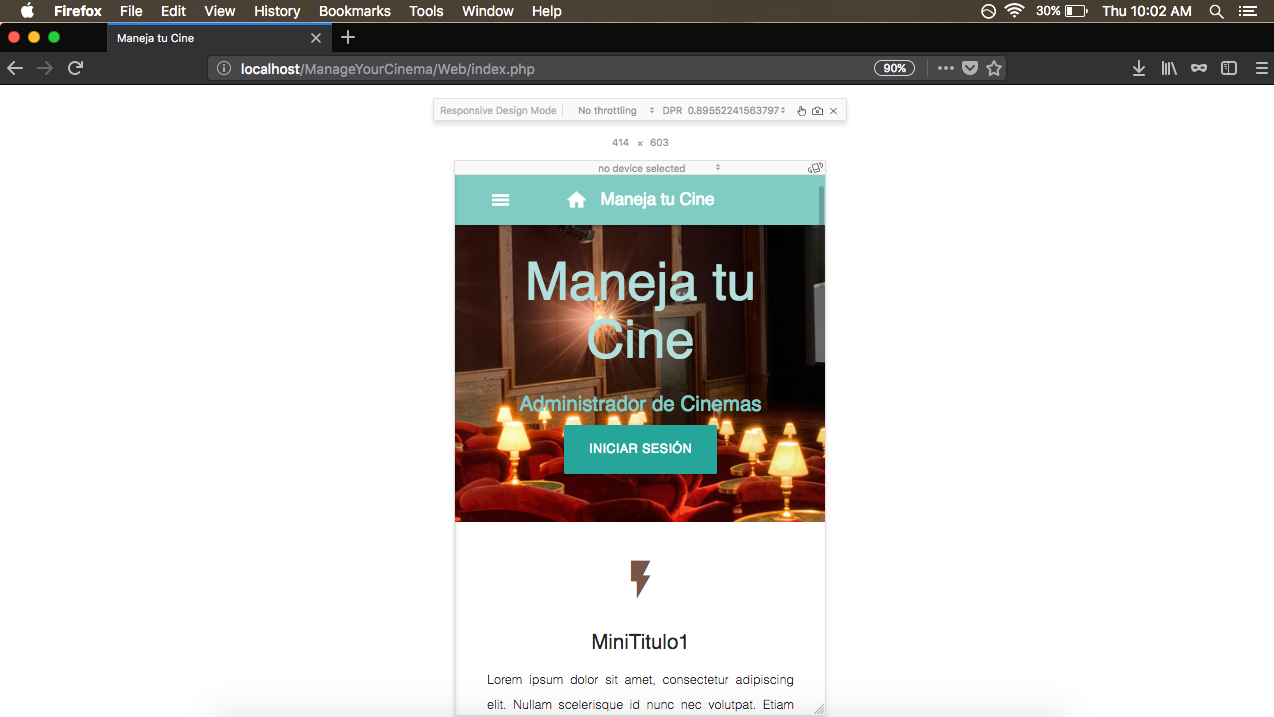 Firefox File Edit View History Bookmarks Tools Window Help 30% Thu 10:02 AM
Maneja tu Cine
localhost/ManageYourCinema/Web/index.php 90%
Responsive Design Mode No throttling DPR 0.89552241563797
414 × 603
no device selected
Maneja tu Cine
Maneja tu
Cine
Administrador de Cinemas
INICIAR SESIÓN
MiniTitulo1
Lorem ipsum dolor sit amet, consectetur adipiscing
elit. Nullam scelerisque id nunc nec volutpat. Etiam